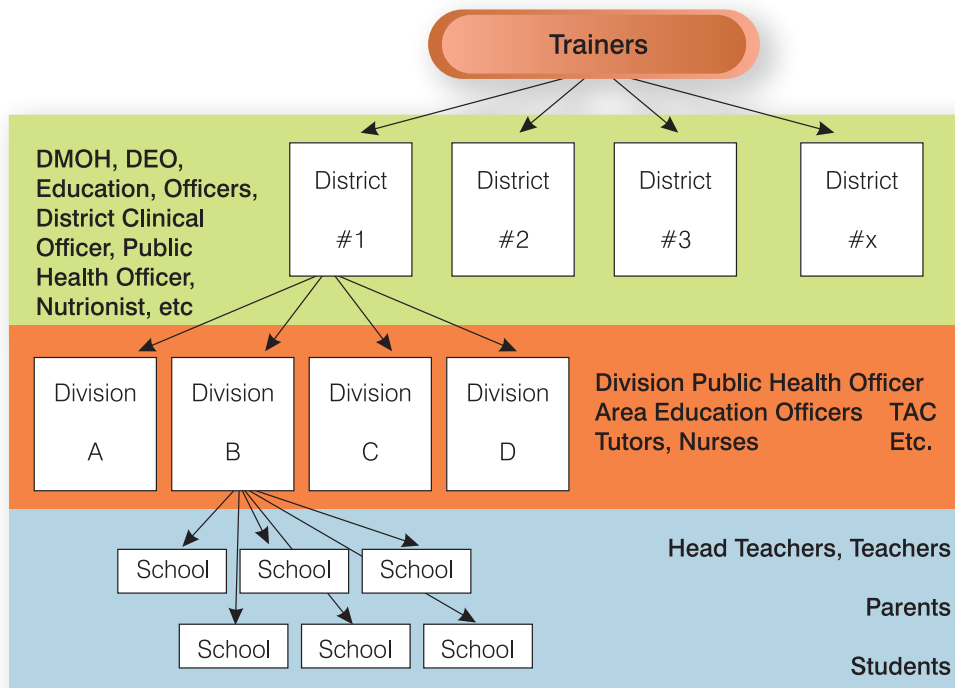 Trainers
DMOH, DEO,
Education, Officers,
District Clinical
Officer, Public
Health Officer,
Nutrionist, etc
District
#1
District
#2
District
#3
District
#x
Division
A
Division
B
Division
C
Division
D
Division Public Health Officer
Area Education Officers TAC
Tutors, Nurses Etc.
School
School
School
School
School
School
Head Teachers, Teachers
Parents
Students